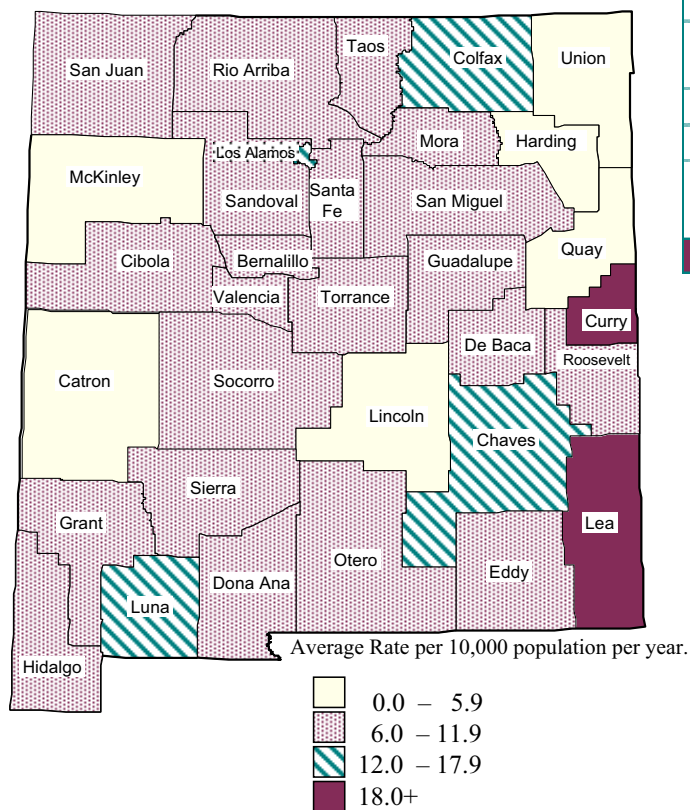 Taos
San Juan
Rio Arriba
Colfax
Union
Mora
Harding
Los Alamos
McKinley
Sandoval
Santa
Fe
San Miguel
Quay
Cibola
Bernalillo
Guadalupe
Valencia
Torrance
Curry
De Baca
Roosevelt
Catron
Socorro
Lincoln
Chaves
Sierra
Grant
Lea
Otero
Eddy
Dona Ana
Luna
Hidalgo
Average Rate per 10,000 population per year.
0.0 – 5.9
6.0 – 11.9
12.0 – 17.9
18.0+